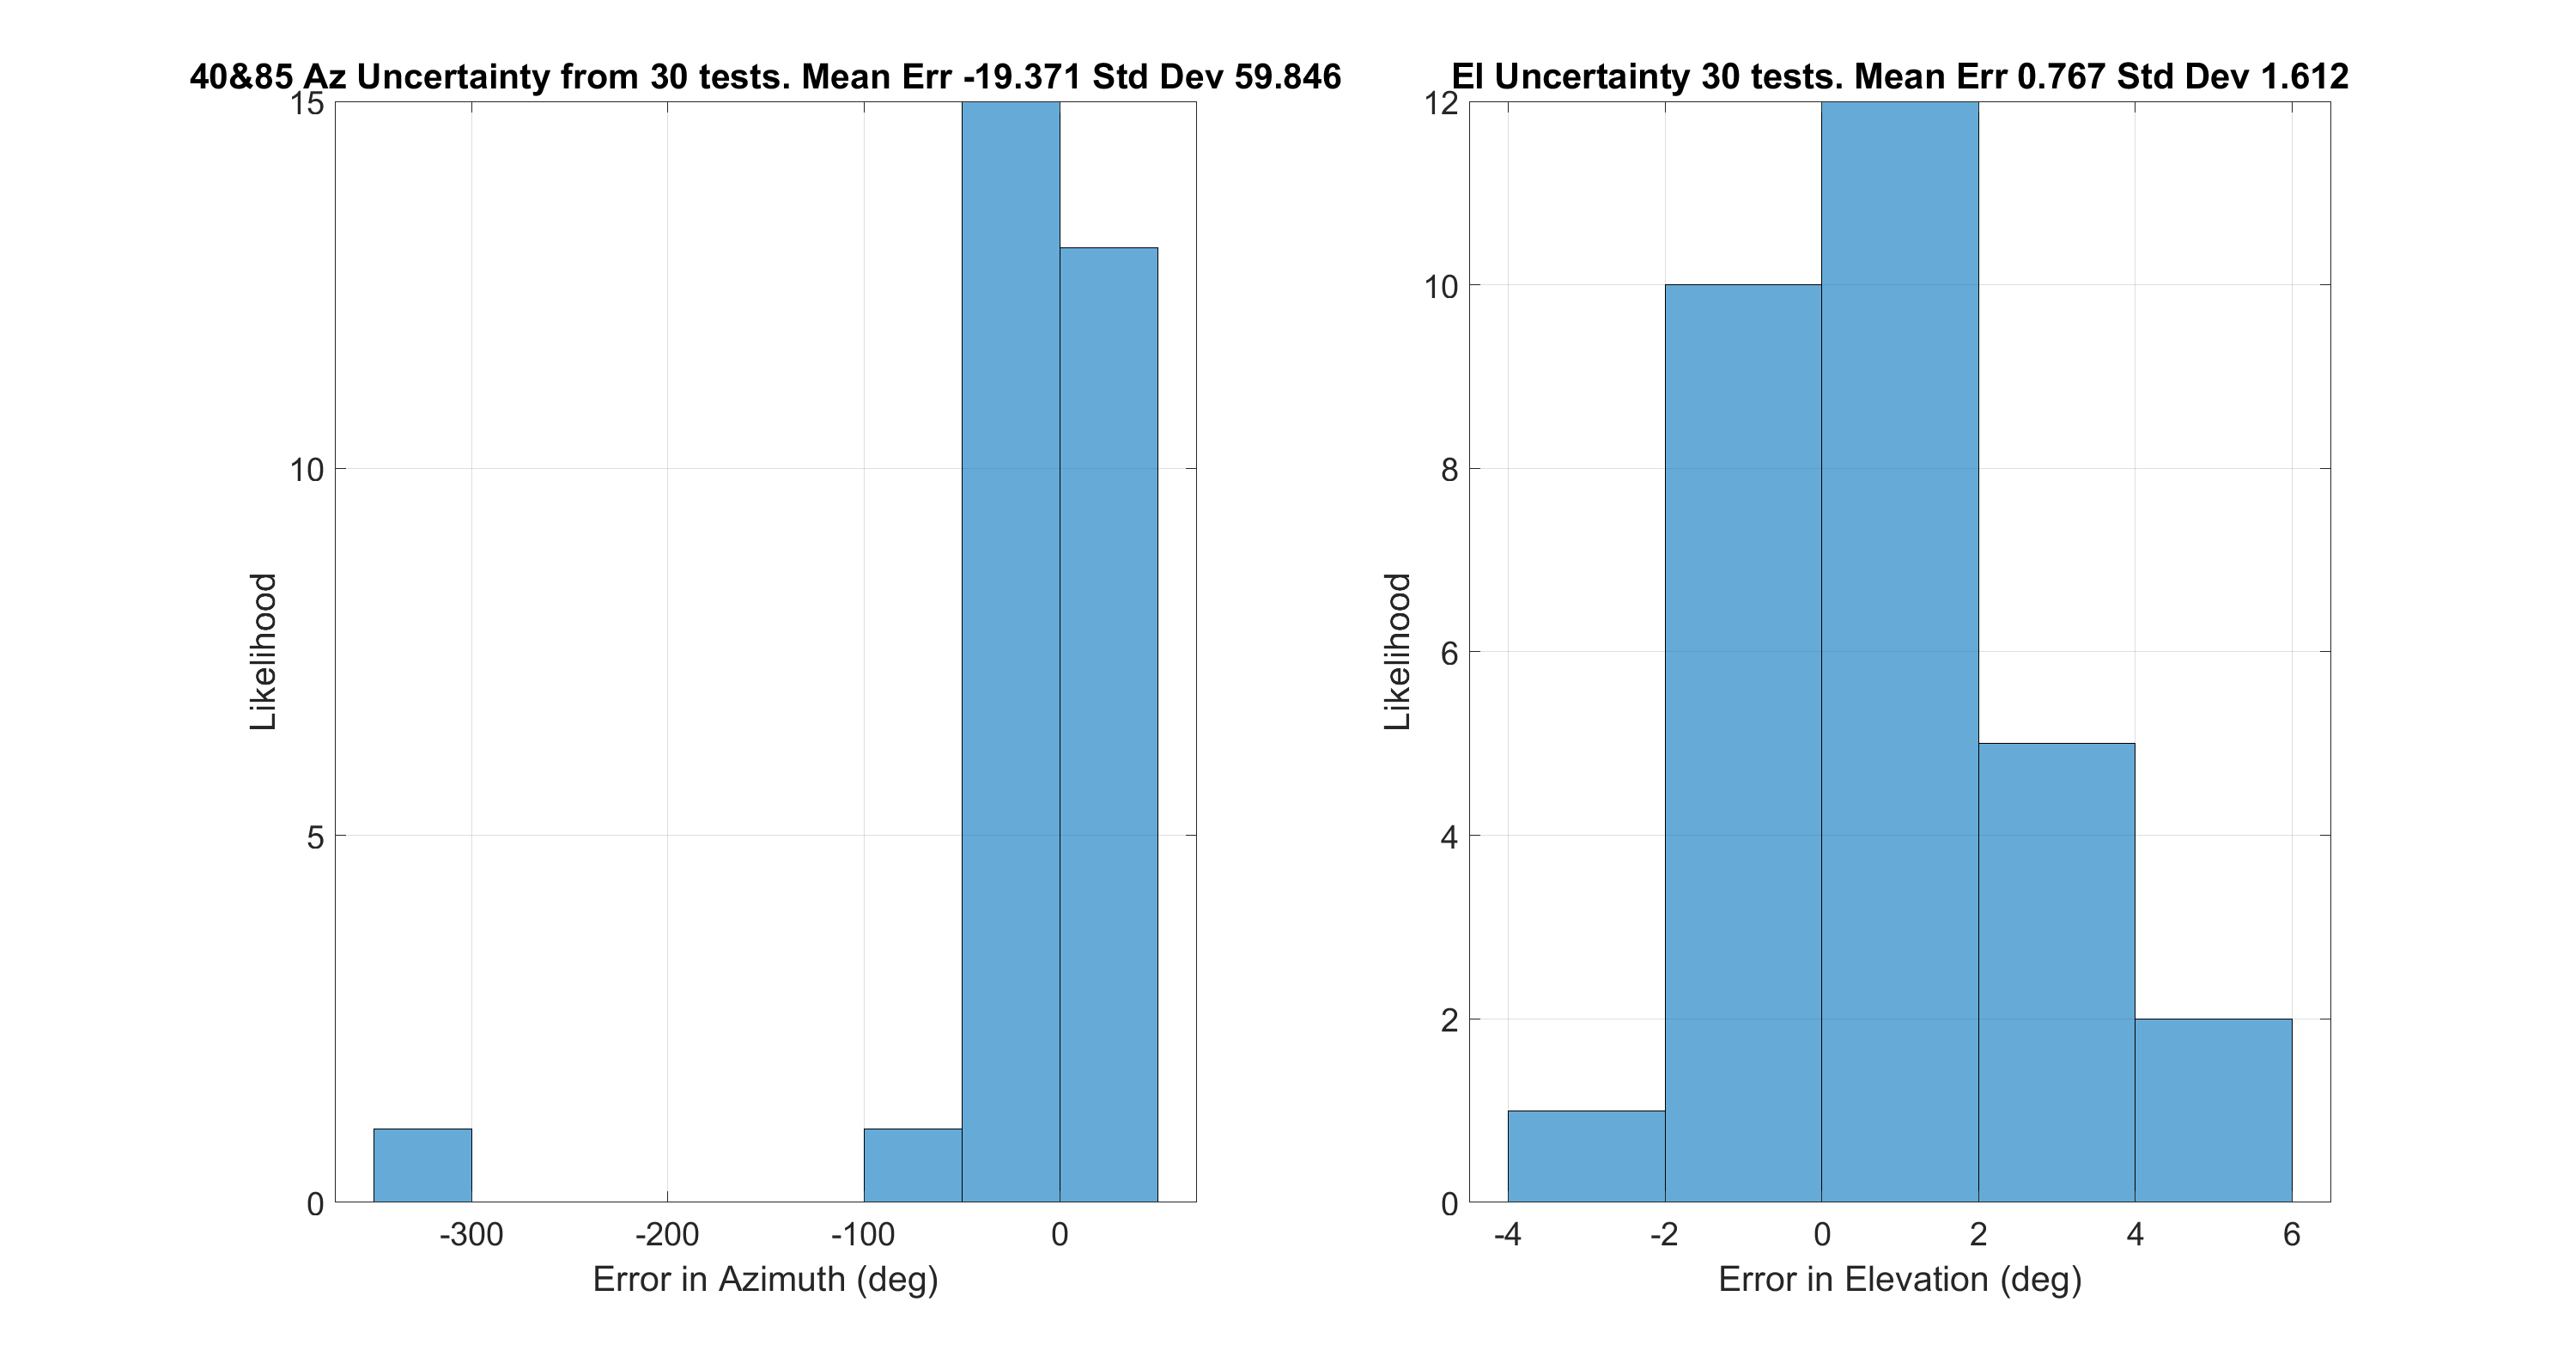 40&85 Az Uncertainty from 30 tests. Mean Err -19.371 Std Dev 59.846
15
10
5
0
Likelihood
-300 -200 -100 0
Error in Azimuth (deg)
El Uncertainty 30 tests. Mean Err 0.767 Std Dev 1.612
12
10
8
6
4
2
0
Likelihood
-4 -2 0 2 4 6
Error in Elevation (deg)